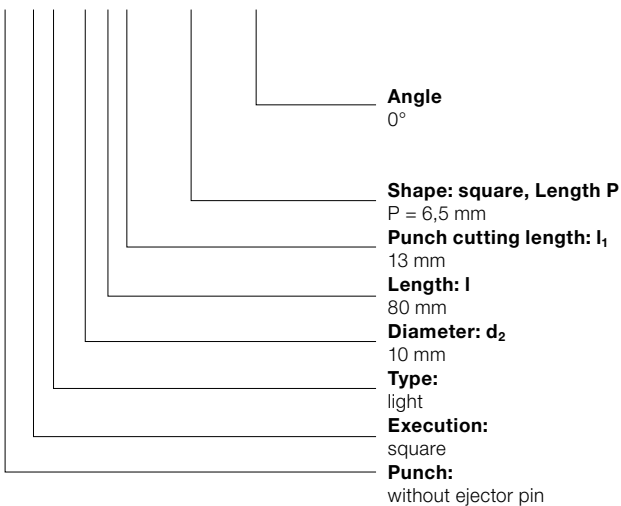 Angle
0°
Shape: square, Length P
P = 6,5 mm
Punch cutting length: l₁
13 mm
Length: l
80 mm
Diameter: d₂
10 mm
Type:
light
Execution:
square
Punch:
without ejector pin